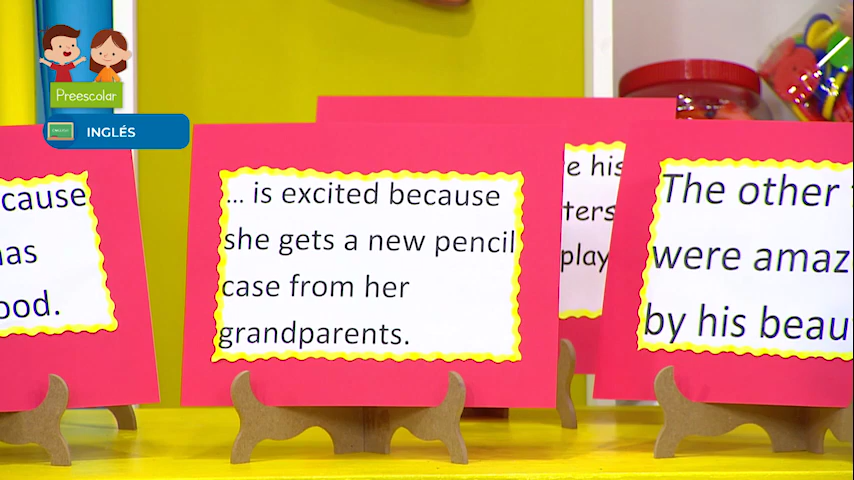 Preescolar
INGLÉS
cause
ood.
... is excited because
she gets a new pencil
case from her
grandparents.
e his
ters
play
The other
were amaz
by his beau